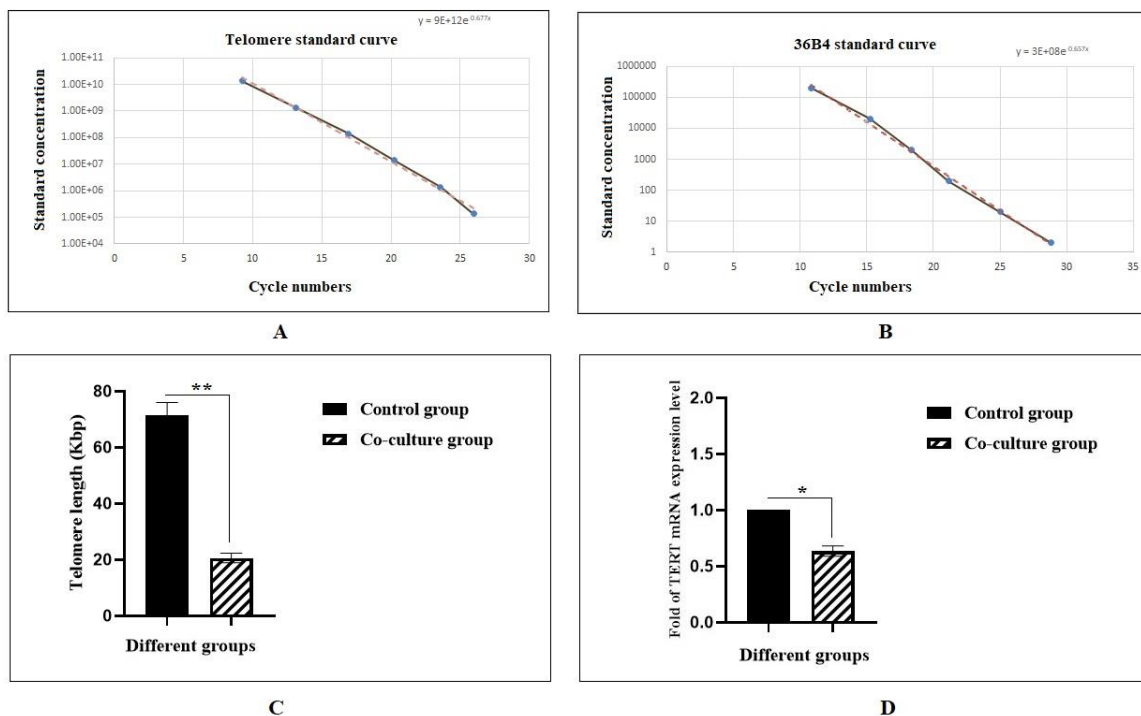 y = 9E+12e-0.677x
Telomere standard curve
Standard concentration
1.00E+11
1.00E+10
1.00E+09
1.00E+08
1.00E+07
1.00E+06
1.00E+05
1.00E+04
0 5 10 15 20 25 30
Cycle numbers
A
36B4 standard curve
y = 3E+08e-0.657x
Standard concentration
1000000
100000
10000
1000
100
10
1
0 5 10 15 20 25 30 35
Cycle numbers
B
Telomere length (Kbp)
80
60
40
20
0
**
Control group
Co-culture group
Different groups
C
Fold of TERT mRNA expression level
2.0
1.5
1.0
0.5
0.0
*
Control group
Co-culture group
Different groups
D